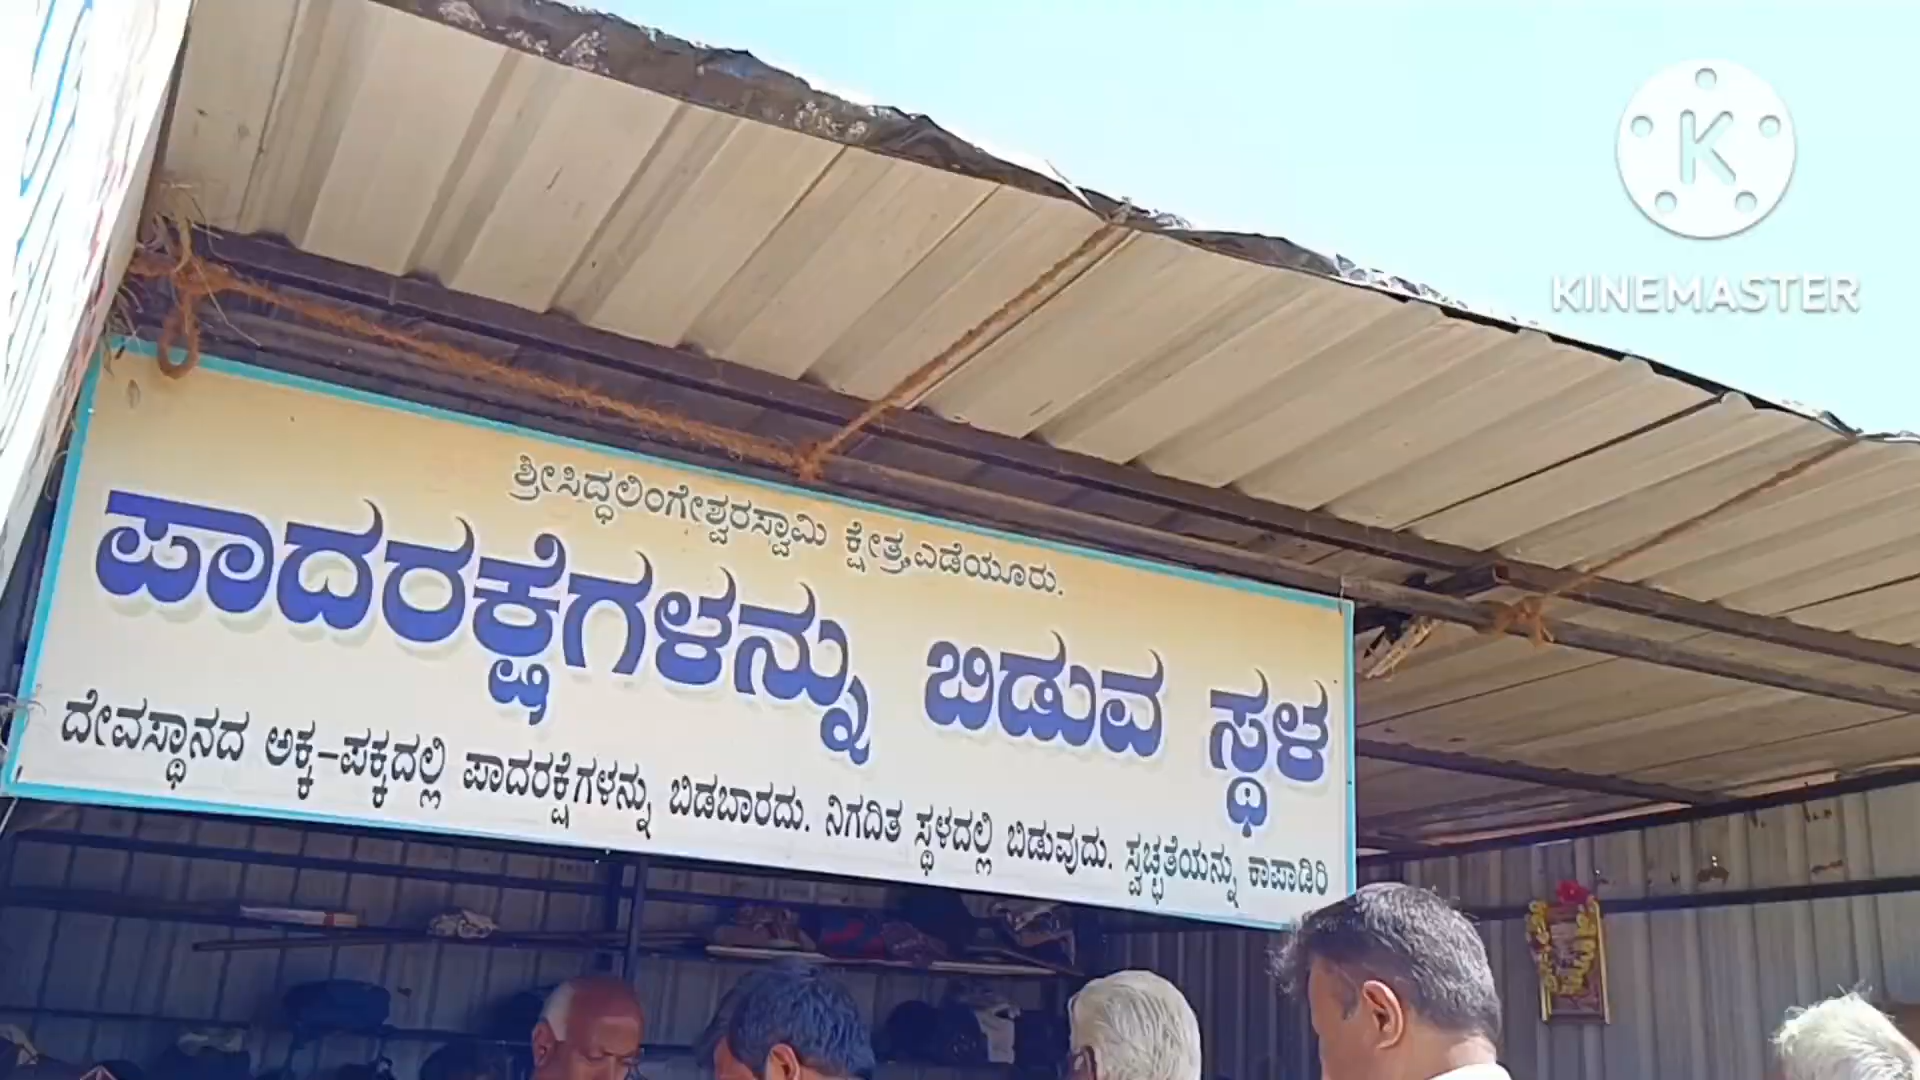 ಶ್ರೀಸಿದ್ಧಲಿಂಗೇಶ್ವರಸ್ವಾಮಿ ಕ್ಷೇತ್ರ,ಎಡೆಯೂರು.
ಪಾದರಕ್ಷೆಗಳನ್ನು ಬಿಡುವ ಸ್ಥಳ
ದೇವಸ್ಥಾನದ ಅಕ್ಕ-ಪಕ್ಕದಲ್ಲಿ ಪಾದರಕ್ಷೆಗಳನ್ನು ಬಿಡಬಾರದು. ನಿಗದಿತ ಸ್ಥಳದಲ್ಲಿ ಬಿಡುವುದು. ಸ್ವಚ್ಛತೆಯನ್ನು ಕಾಪಾಡಿರಿ
K
KINEMASTER